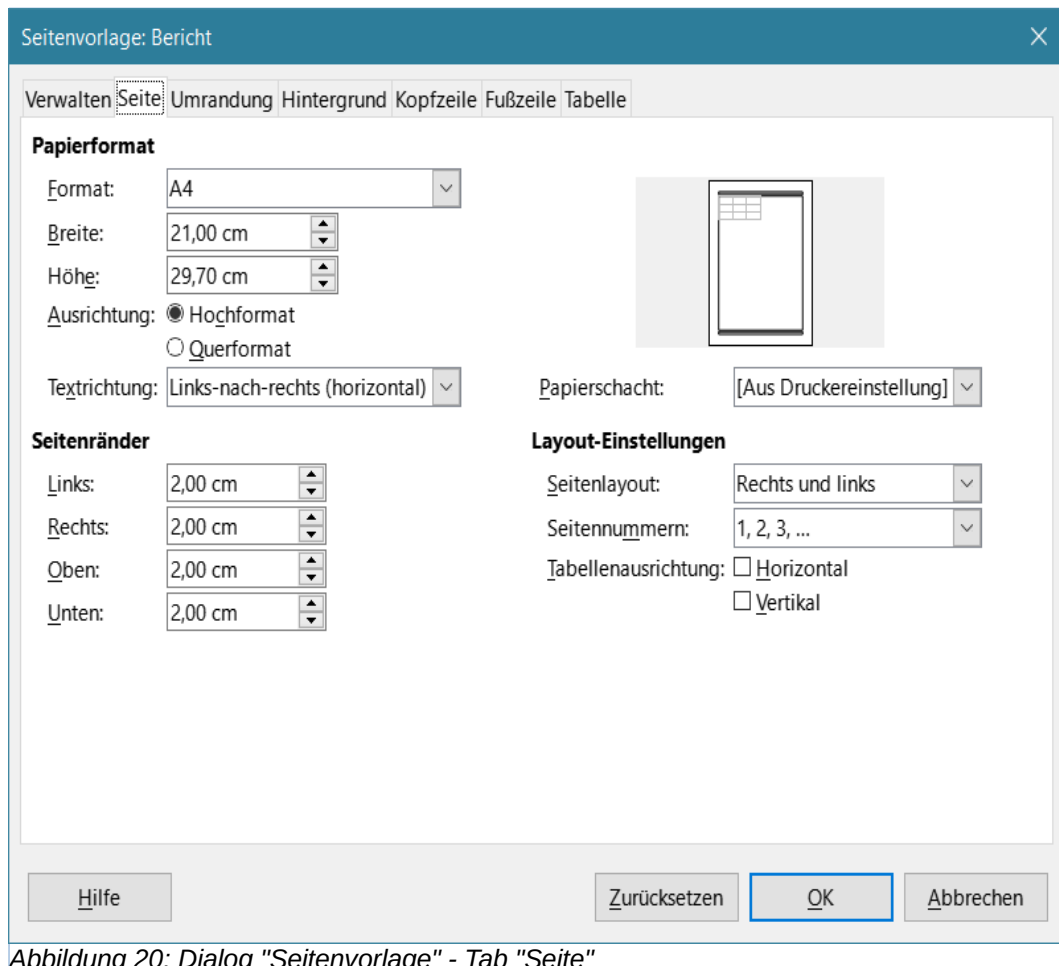 Seitenvorlage: Bericht
Verwalten Seite Umrandung Hintergrund Kopfzeile Fußzeile Tabelle
Papierformat
Format: A4
Breite: 21,00 cm
Höhe: 29,70 cm
Ausrichtung: Hochformat
Querformat
Textrichtung: Links-nach-rechts (horizontal) Papierschacht: [Aus Druckereinstellung]
Seitenränder Layout-Einstellungen
Links: 2,00 cm Seitenlayout: Rechts und links
Rechts: 2,00 cm Seitennummern: 1, 2, 3, ...
Oben: 2,00 cm Tabellenausrichtung: Horizontal
Unten: 2,00 cm Vertikal
Hilfe Zurücksetzen OK Abbrechen
Abbildung 20: Dialog "Seitenvorlage" - Tab "Seite"